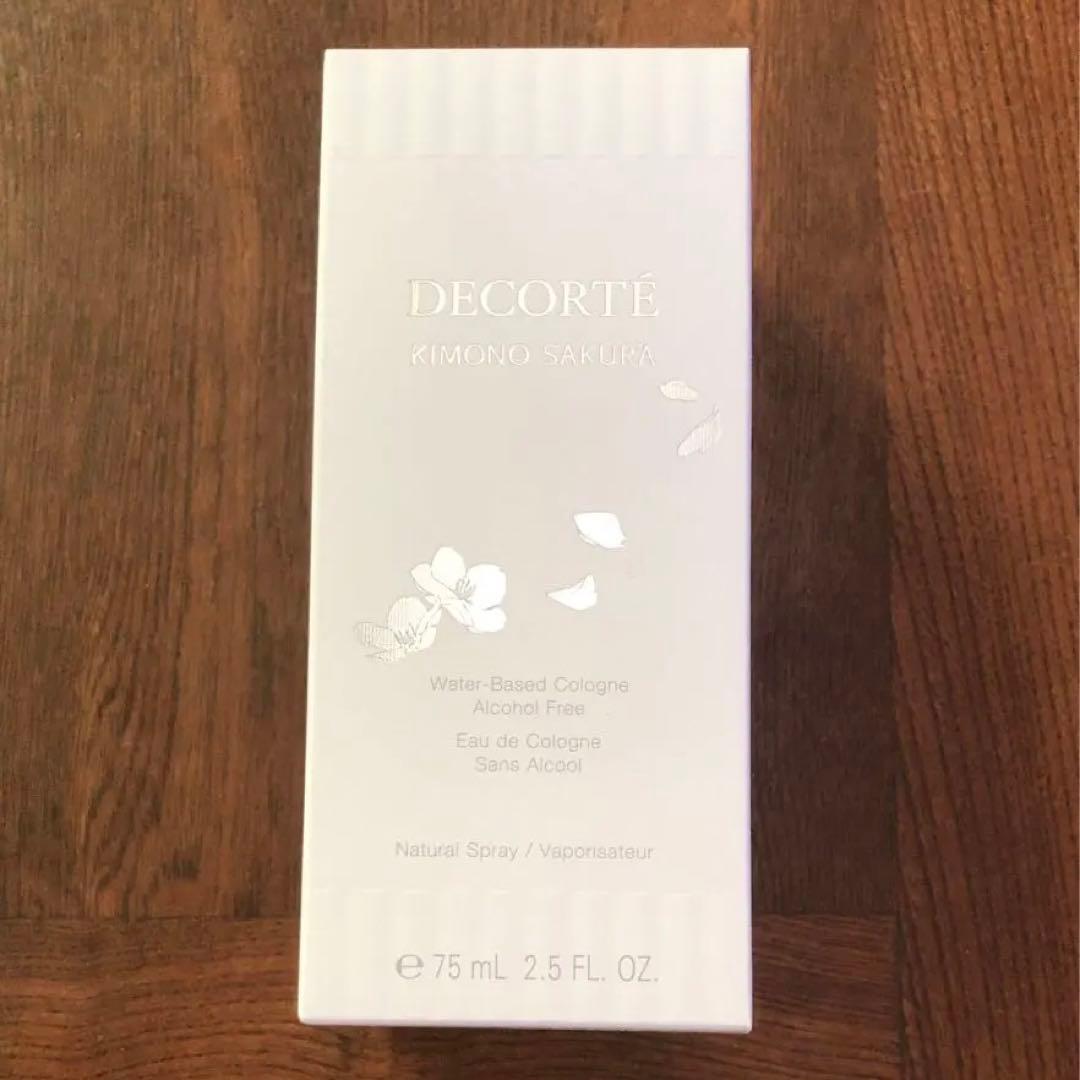 DECORTÉ
KIMONO SAKURA
Water-Based Cologne
Alcohol Free
Eau de Cologne
Sans Alcool
Natural Spray / Vaporisateur
℮ 75 mL 2.5 FL. OZ.